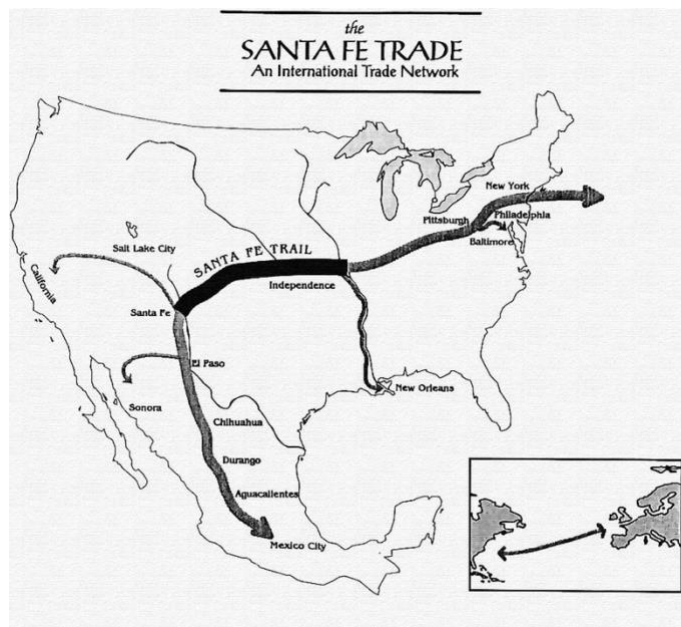 the
SANTA FE TRADE
An International Trade Network
New York
Philadelphia
Pittsburgh
Baltimore
Salt Lake City
SANTA FE TRAIL
California
Independence
Santa Fe
El Paso
New Orleans
Sonora
Chihuahua
Durango
Aguacalientes
Mexico City